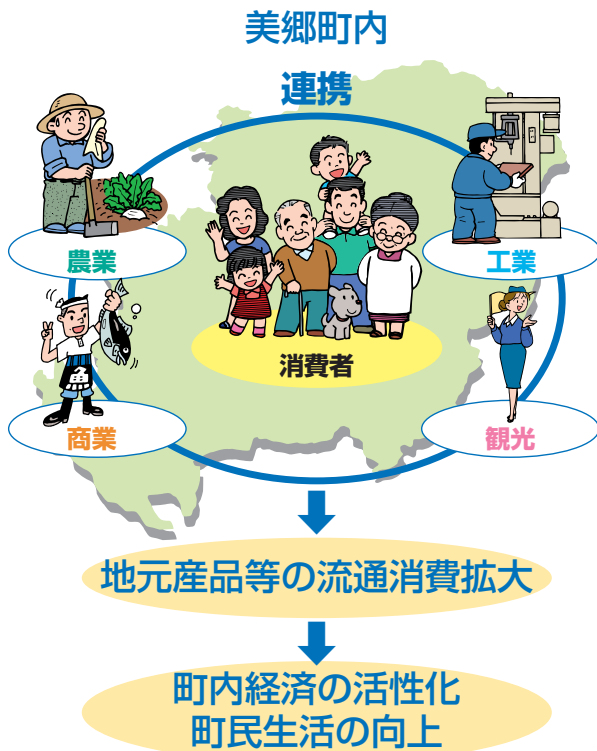 美郷町内
連携
農業
工業
消費者
魚
商業
観光
地元産品等の流通消費拡大
町内経済の活性化
町民生活の向上